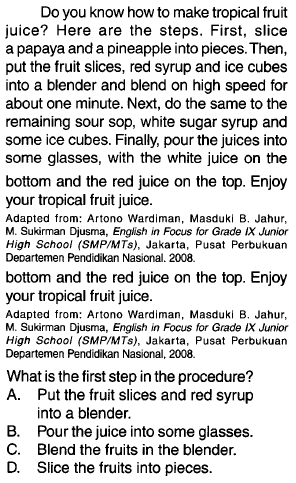 Do you know how to make tropical fruit
juice? Here are the steps. First, slice
a papaya and a pineapple into pieces. Then,
put the fruit slices, red syrup and ice cubes
into a blender and blend on high speed for
about one minute. Next, do the same to the
remaining sour sop, white sugar syrup and
some ice cubes. Finally, pour the juices into
some glasses, with the white juice on the
bottom and the red juice on the top. Enjoy
your tropical fruit juice.
Adapted from: Artono Wardiman, Masduki B. Jahur,
M. Sukirman Djusma, English in Focus for Grade IX Junior
High School (SMP/MTs), Jakarta, Pusat Perbukuan
Departemen Pendidikan Nasional. 2008.
bottom and the red juice on the top. Enjoy
your tropical fruit juice.
Adapted from: Artono Wardiman, Masduki B. Jahur,
M. Sukirman Djusma, English in Focus for Grade IX Junior
High School (SMP/MTs), Jakarta, Pusat Perbukuan
Departemen Pendidikan Nasional, 2008.
What is the first step in the procedure?
A. Put the fruit slices and red syrup
into a blender.
B. Pour the juice into some glasses.
C. Blend the fruits in the blender.
D. Slice the fruits into pieces.